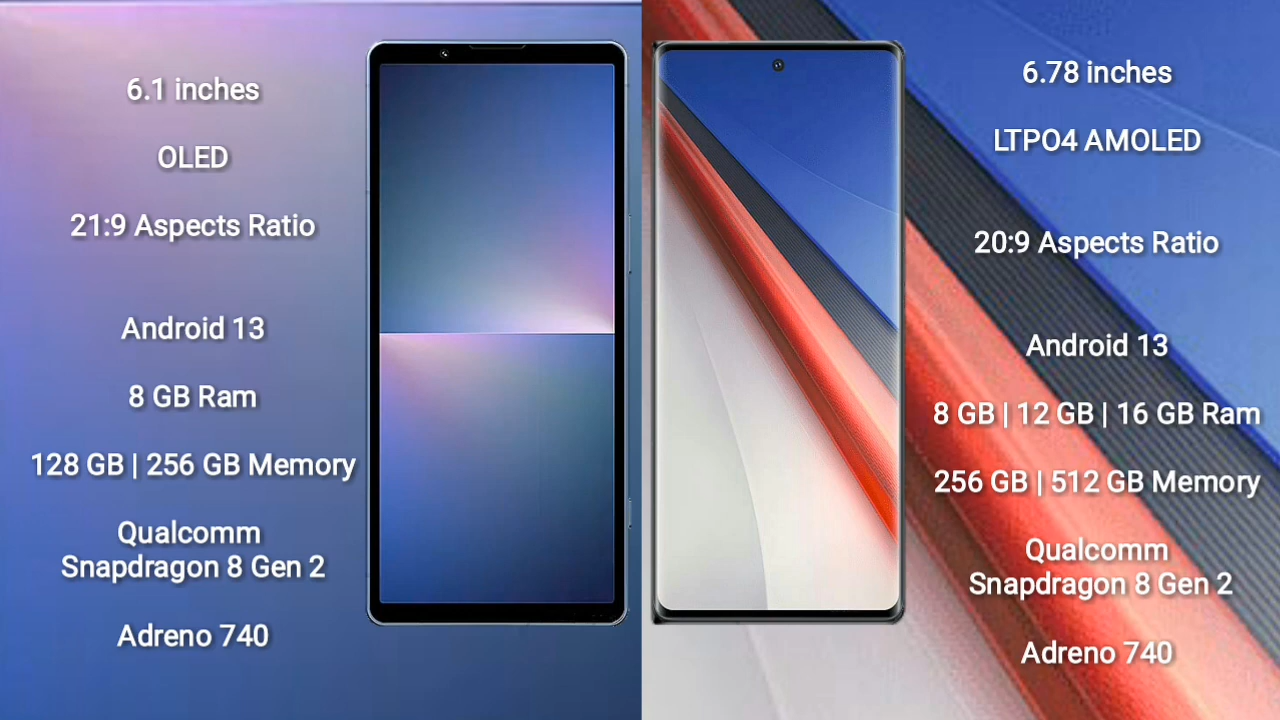 6.1 inches
OLED
21:9 Aspects Ratio
Android 13
8 GB Ram
128 GB | 256 GB Memory
Qualcomm
Snapdragon 8 Gen 2
Adreno 740
6.78 inches
LTPO4 AMOLED
20:9 Aspects Ratio
Android 13
8 GB | 12 GB | 16 GB Ram
256 GB | 512 GB Memory
Qualcomm
Snapdragon 8 Gen 2
Adreno 740